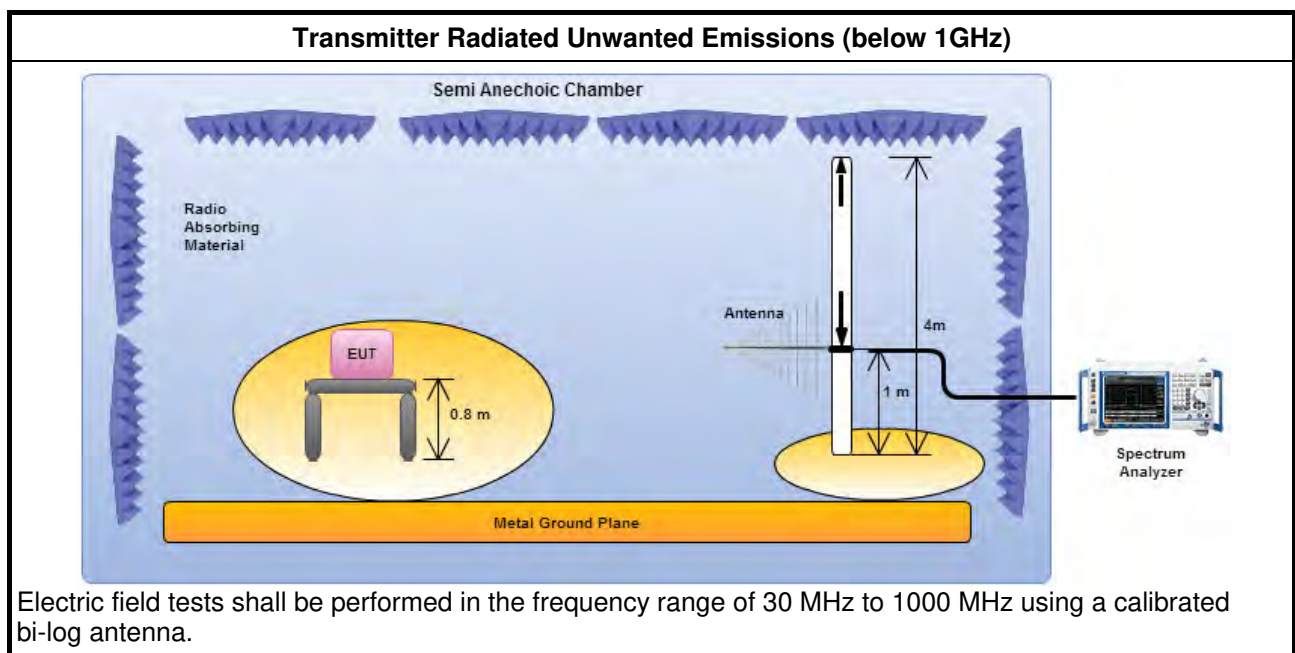 Transmitter Radiated Unwanted Emissions (below 1GHz)
Semi Anechoic Chamber
Radio
Absorbing
Material
Antenna
4m
EUT
1 m
0.8 m
Spectrum
Analyzer
Metal Ground Plane
Electric field tests shall be performed in the frequency range of 30 MHz to 1000 MHz using a calibrated
bi-log antenna.